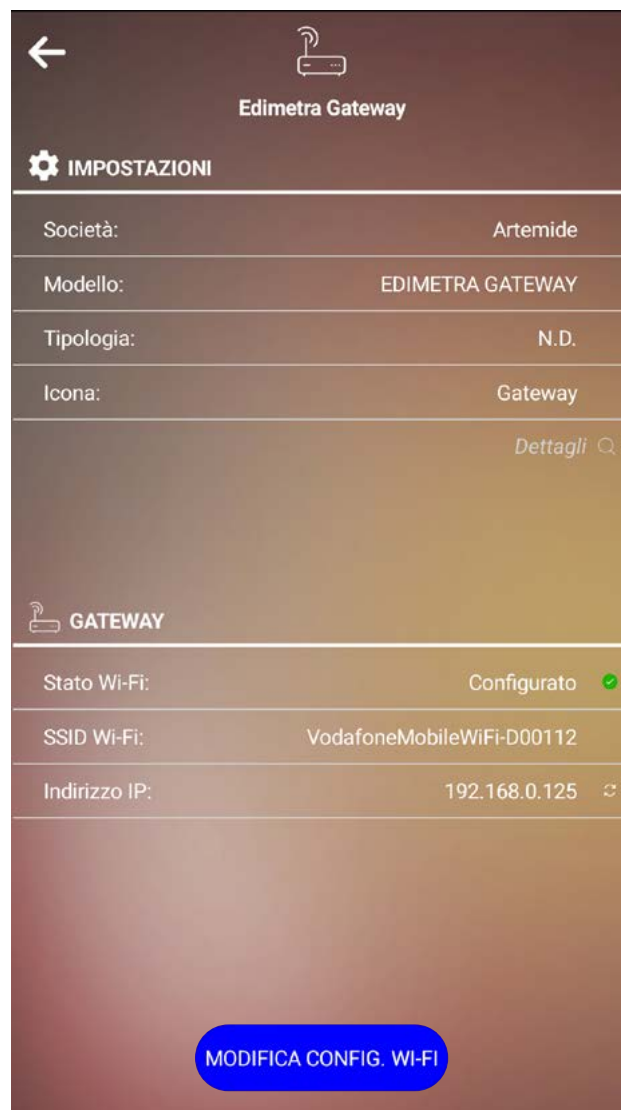 Edimetra Gateway
IMPOSTAZIONI
Società: Artemide
Modello: EDIMETRA GATEWAY
Tipologia: N.D.
Icona: Gateway
Dettagli
GATEWAY
Stato Wi-Fi: Configurato
SSID Wi-Fi: VodafoneMobileWiFi-D00112
Indirizzo IP: 192.168.0.125
MODIFICA CONFIG. WI-FI